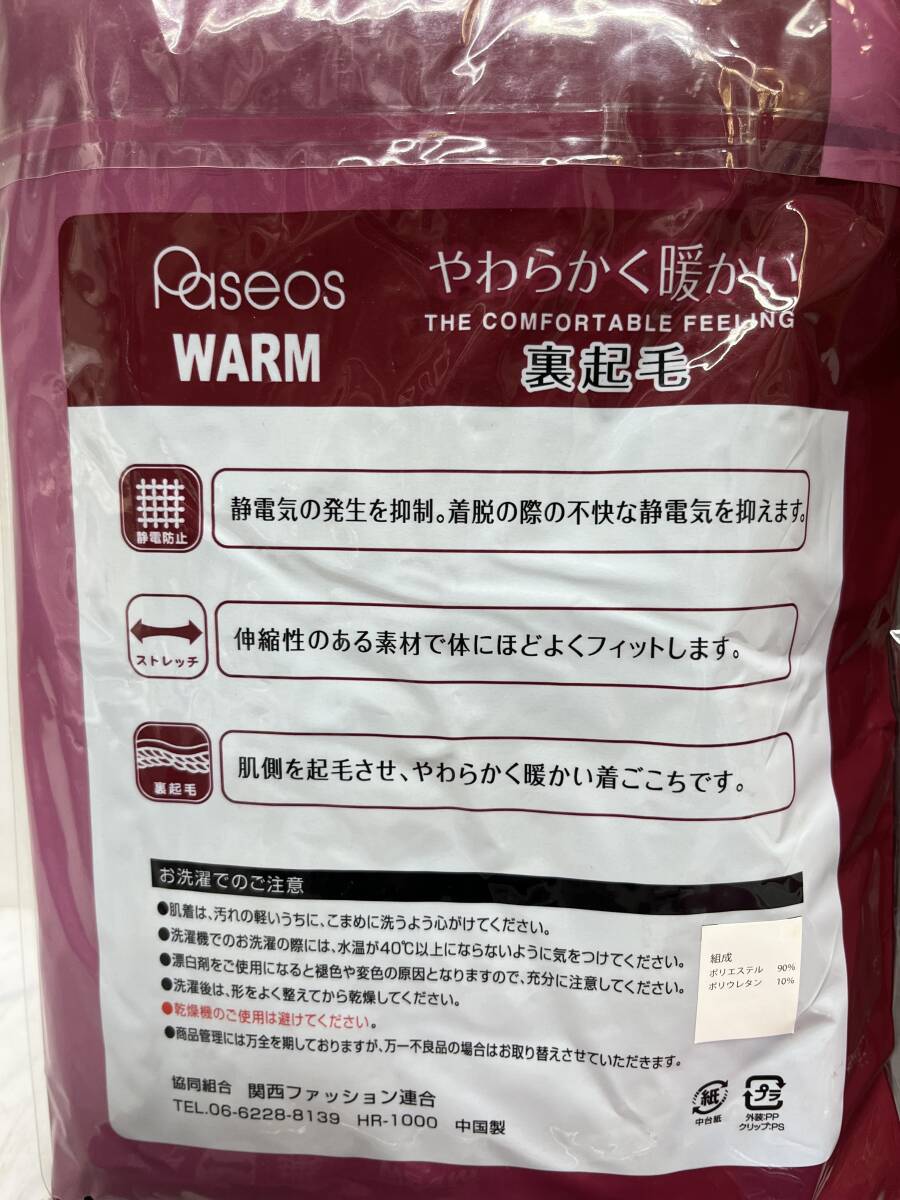 Paseos
WARM
やわらかく暖かい
THE COMFORTABLE FEELING
裏起毛
静電防止
静電気の発生を抑制。着脱の際の不快な静電気を抑えます。
ストレッチ
伸縮性のある素材で体にほどよくフィットします。
裏起毛
肌側を起毛させ、やわらかく暖かい着ごこちです。
お洗濯でのご注意
●肌着は、汚れの軽いうちに、こまめに洗うよう心がけてください。
●洗濯機でのお洗濯の際には、水温が40℃以上にならないように気をつけてください。
●漂白剤をご使用になると褪色や変色の原因となりますので、充分に注意してください。
●洗濯後は、形をよく整えてから乾燥してください。
●乾燥機のご使用は避けてください。
●商品管理には万全を期しておりますが、万一不良品の場合はお取り替えさせていただきます。
組成
ポリエステル 90%
ポリウレタン 10%
協同組合 関西ファッション連合
TEL.06-6228-8139 HR-1000 中国製
紙
中台紙
プラ
外装:PP
クリップ:PS